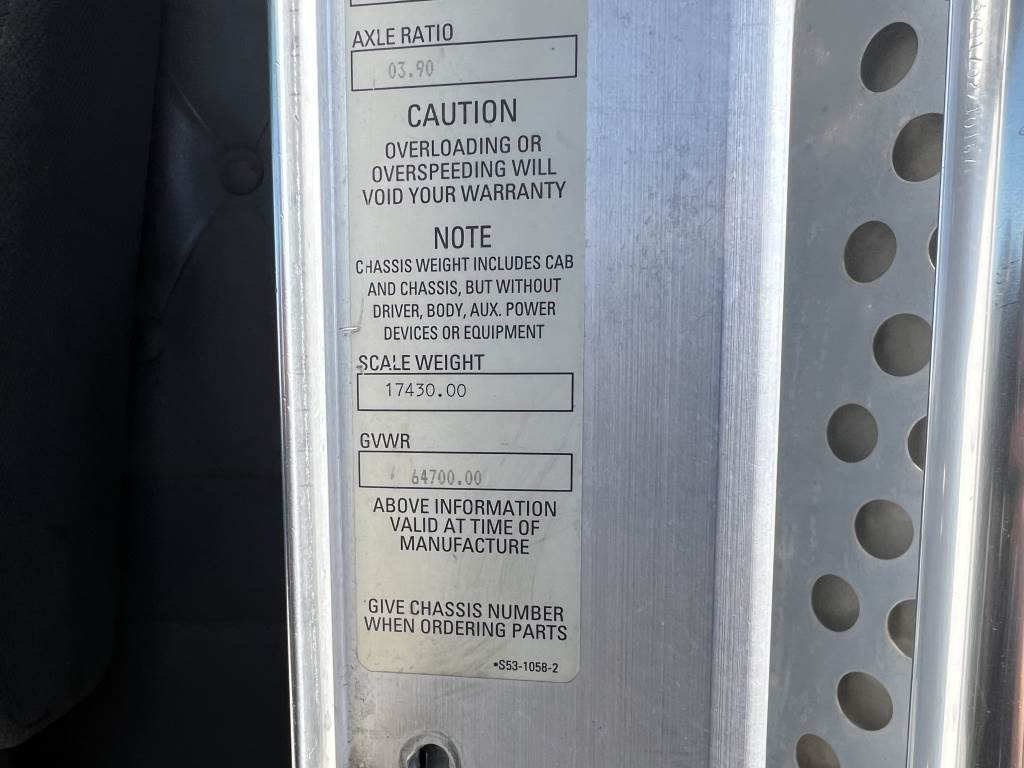 AXLE RATIO
03.90
CAUTION
OVERLOADING OR
OVERSPEEDING WILL
VOID YOUR WARRANTY
NOTE
CHASSIS WEIGHT INCLUDES CAB
AND CHASSIS, BUT WITHOUT
DRIVER, BODY, AUX. POWER
DEVICES OR EQUIPMENT
SCALE WEIGHT
17430.00
GVWR
64700.00
ABOVE INFORMATION
VALID AT TIME OF
MANUFACTURE
GIVE CHASSIS NUMBER
WHEN ORDERING PARTS
•S53-1058-2